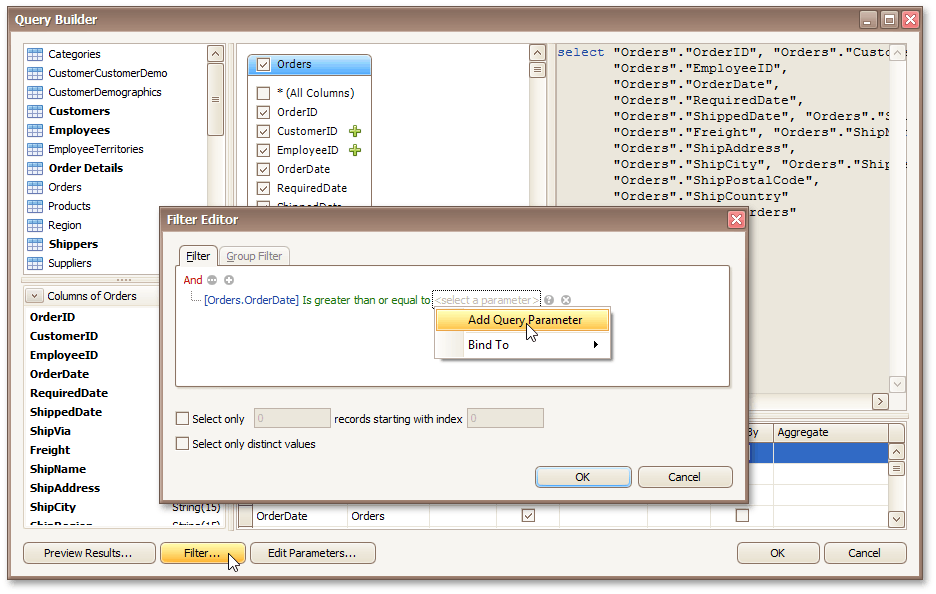 Query Builder
Categories
CustomerCustomerDemo
CustomerDemographics
Customers
Employees
EmployeeTerritories
Order Details
Orders
Products
Region
Shippers
Suppliers
Columns of Orders
OrderID
CustomerID
EmployeeID
OrderDate
RequiredDate
ShippedDate
ShipVia
Freight
ShipName
ShipAddress
ShipCity String(15)
Orders
* (All Columns)
OrderID
CustomerID
EmployeeID
OrderDate
RequiredDate
ShippedDate
select "Orders"."OrderID", "Orders"."Custo
"Orders"."EmployeeID",
"Orders"."OrderDate",
"Orders"."RequiredDate",
"Orders"."ShippedDate", "Orders"."S
"Orders"."Freight", "Orders"."ShipN
"Orders"."ShipAddress",
"Orders"."ShipCity", "Orders"."Ship
"Orders"."ShipPostalCode",
"Orders"."ShipCountry"
rders"
Filter Editor
Filter Group Filter
And
[Orders.OrderDate] Is greater than or equal to <select a parameter>
Add Query Parameter
Bind To
Select only 0 records starting with index 0
Select only distinct values
OK Cancel
By Aggregate
OrderDate Orders
Preview Results... Filter... Edit Parameters... OK Cancel